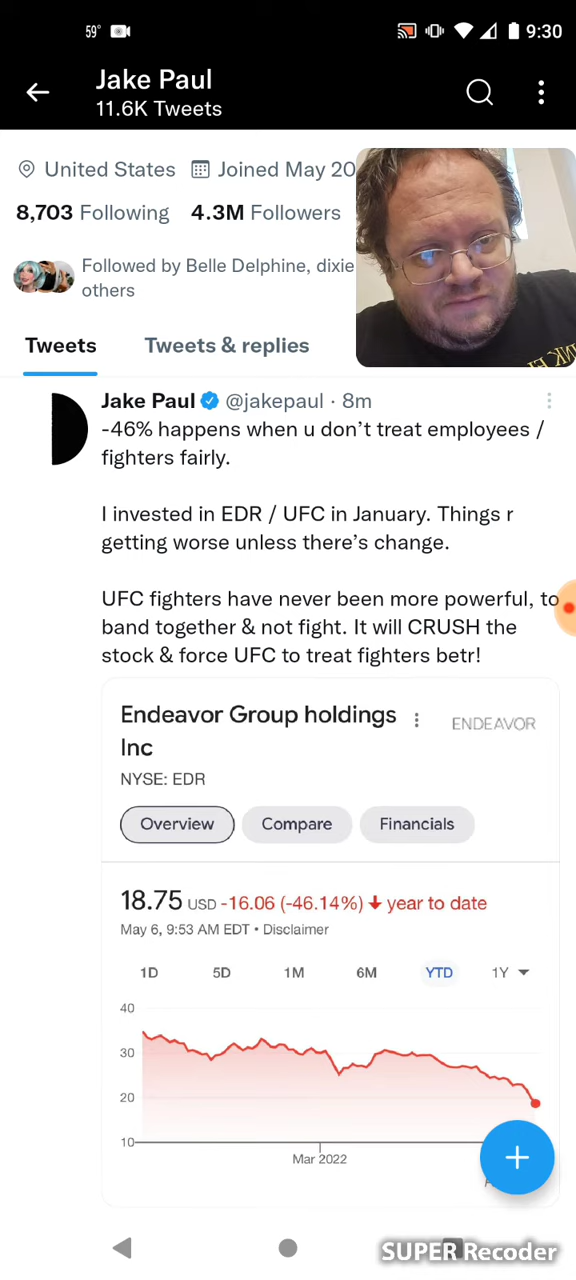 59° 9:30
Jake Paul
11.6K Tweets
United States Joined May 20
8,703 Following 4.3M Followers
Followed by Belle Delphine, dixie
others
Tweets Tweets & replies
Jake Paul @jakepaul · 8m
-46% happens when u don’t treat employees /
fighters fairly.
I invested in EDR / UFC in January. Things r
getting worse unless there’s change.
UFC fighters have never been more powerful, to
band together & not fight. It will CRUSH the
stock & force UFC to treat fighters betr!
Endeavor Group holdings
Inc
ENDEAVOR
NYSE: EDR
Overview Compare Financials
18.75 USD -16.06 (-46.14%) year to date
May 6, 9:53 AM EDT • Disclaimer
1D 5D 1M 6M YTD 1Y
40
30
20
10
Mar 2022
SUPER Recoder